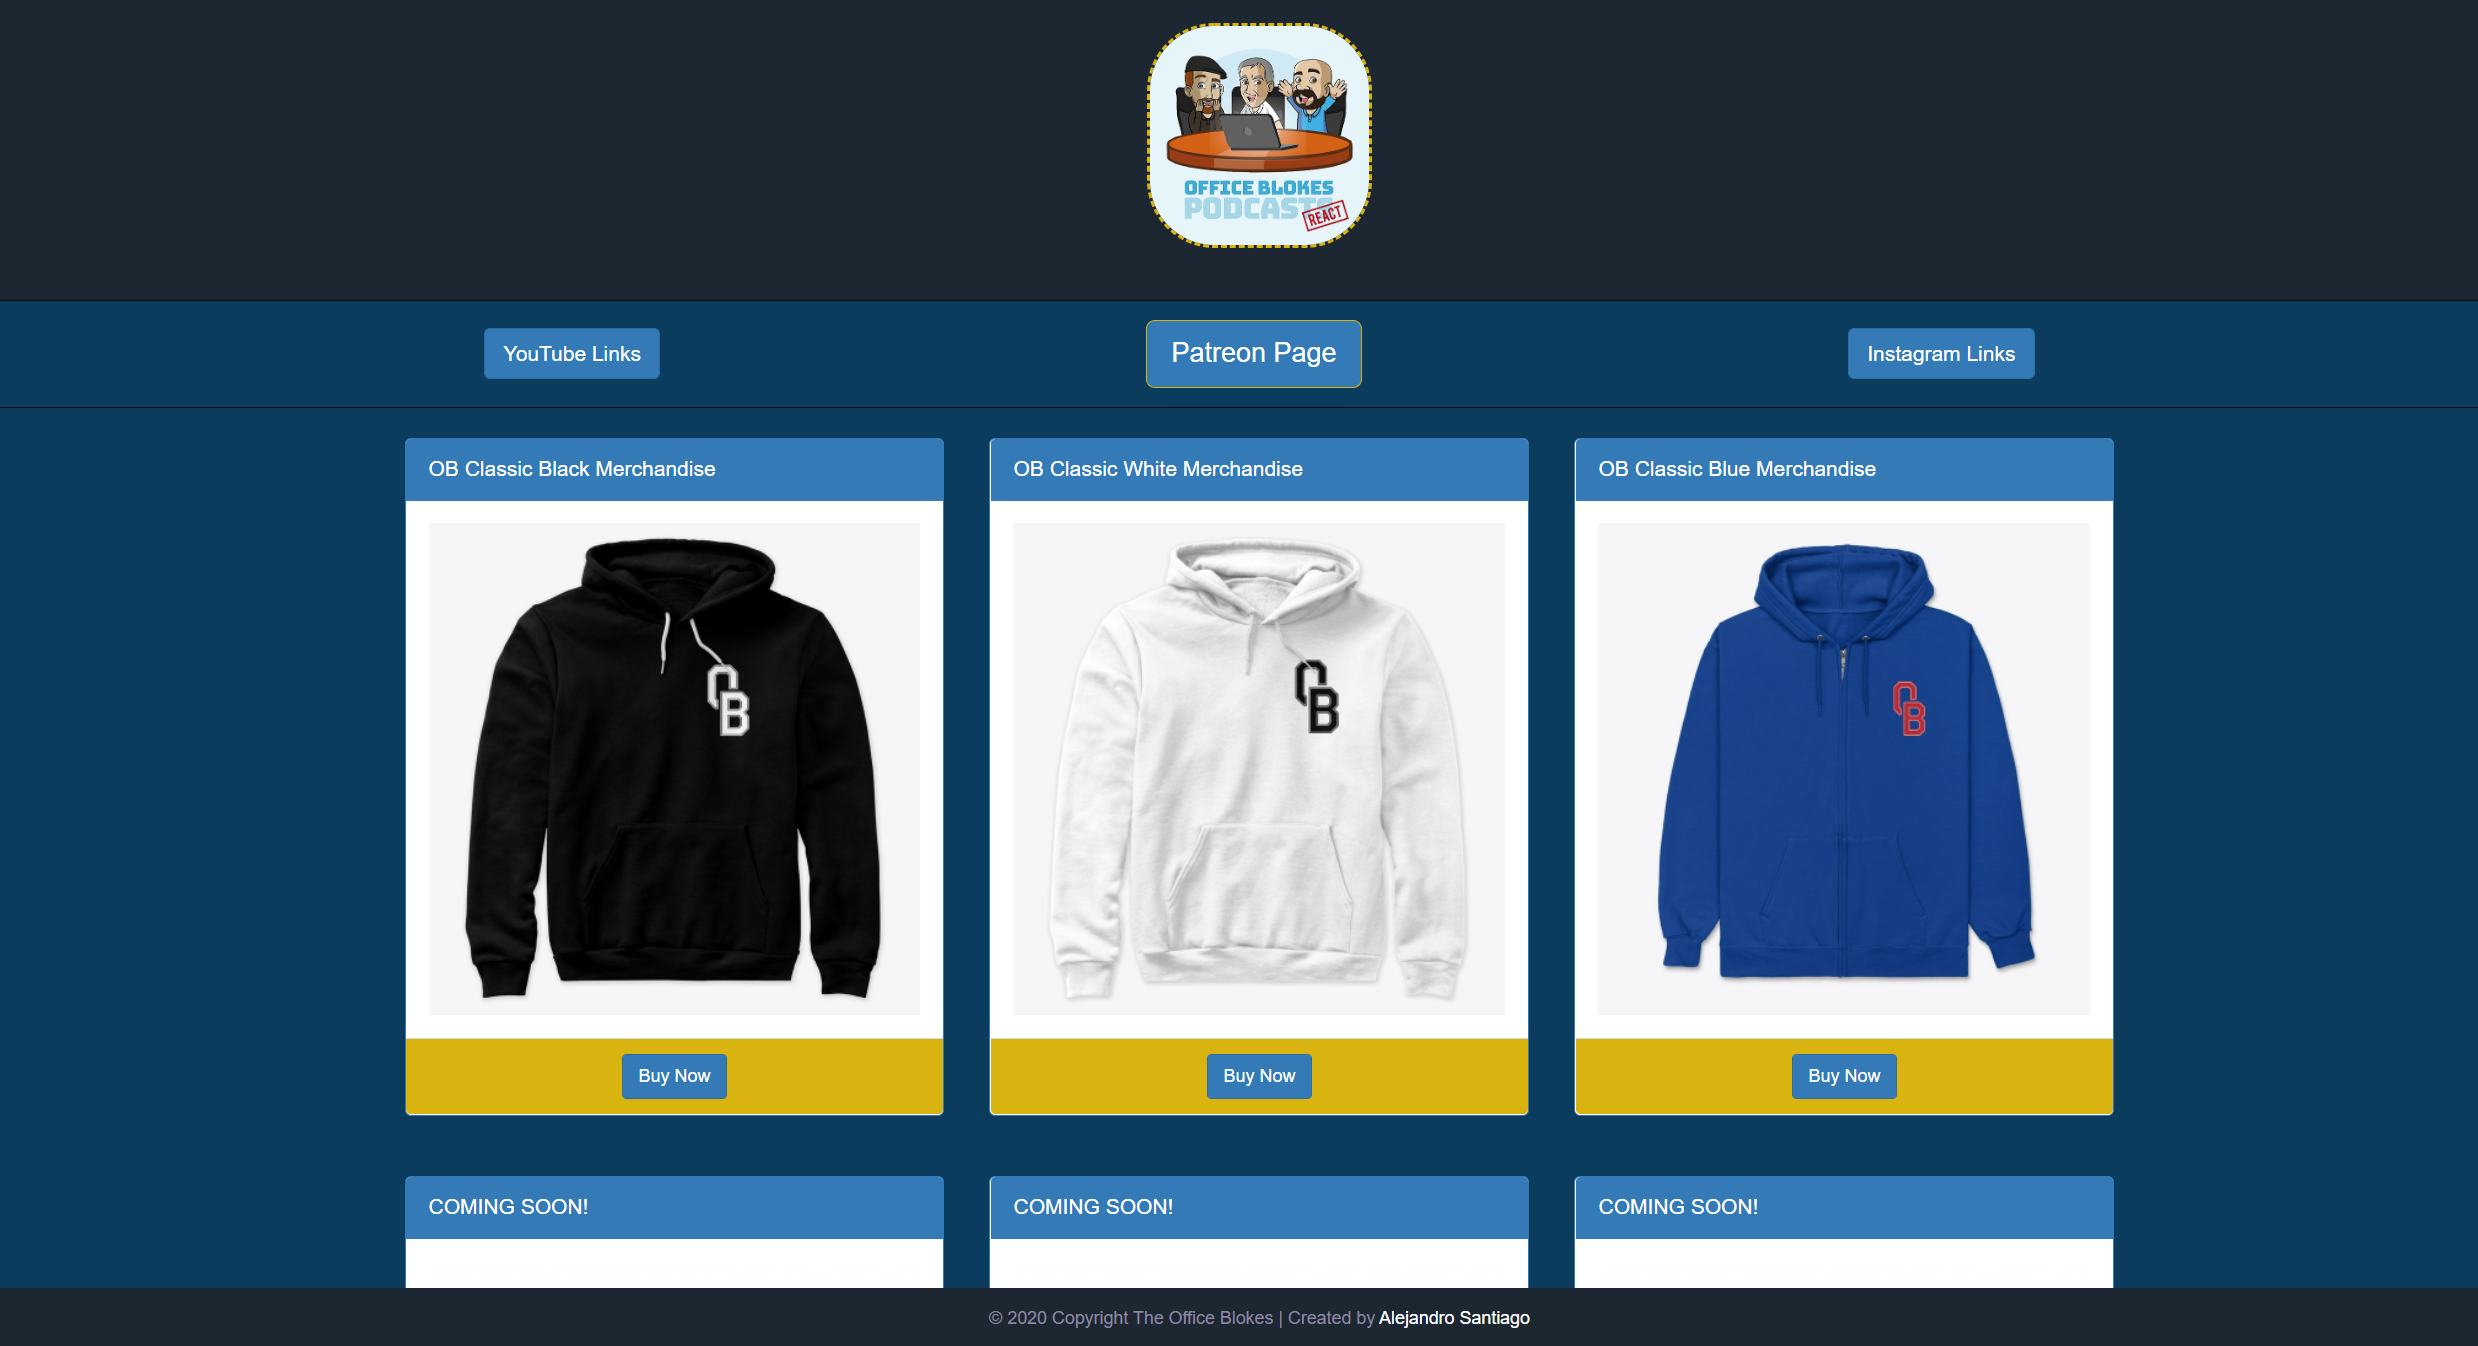 OFFICE BLOKES
PODCASTS
REACT
YouTube Links
Patreon Page
Instagram Links
OB Classic Black Merchandise
OB Classic White Merchandise
OB Classic Blue Merchandise
OB
OB
OB
Buy Now
Buy Now
Buy Now
COMING SOON!
COMING SOON!
COMING SOON!
© 2020 Copyright The Office Blokes | Created by Alejandro Santiago